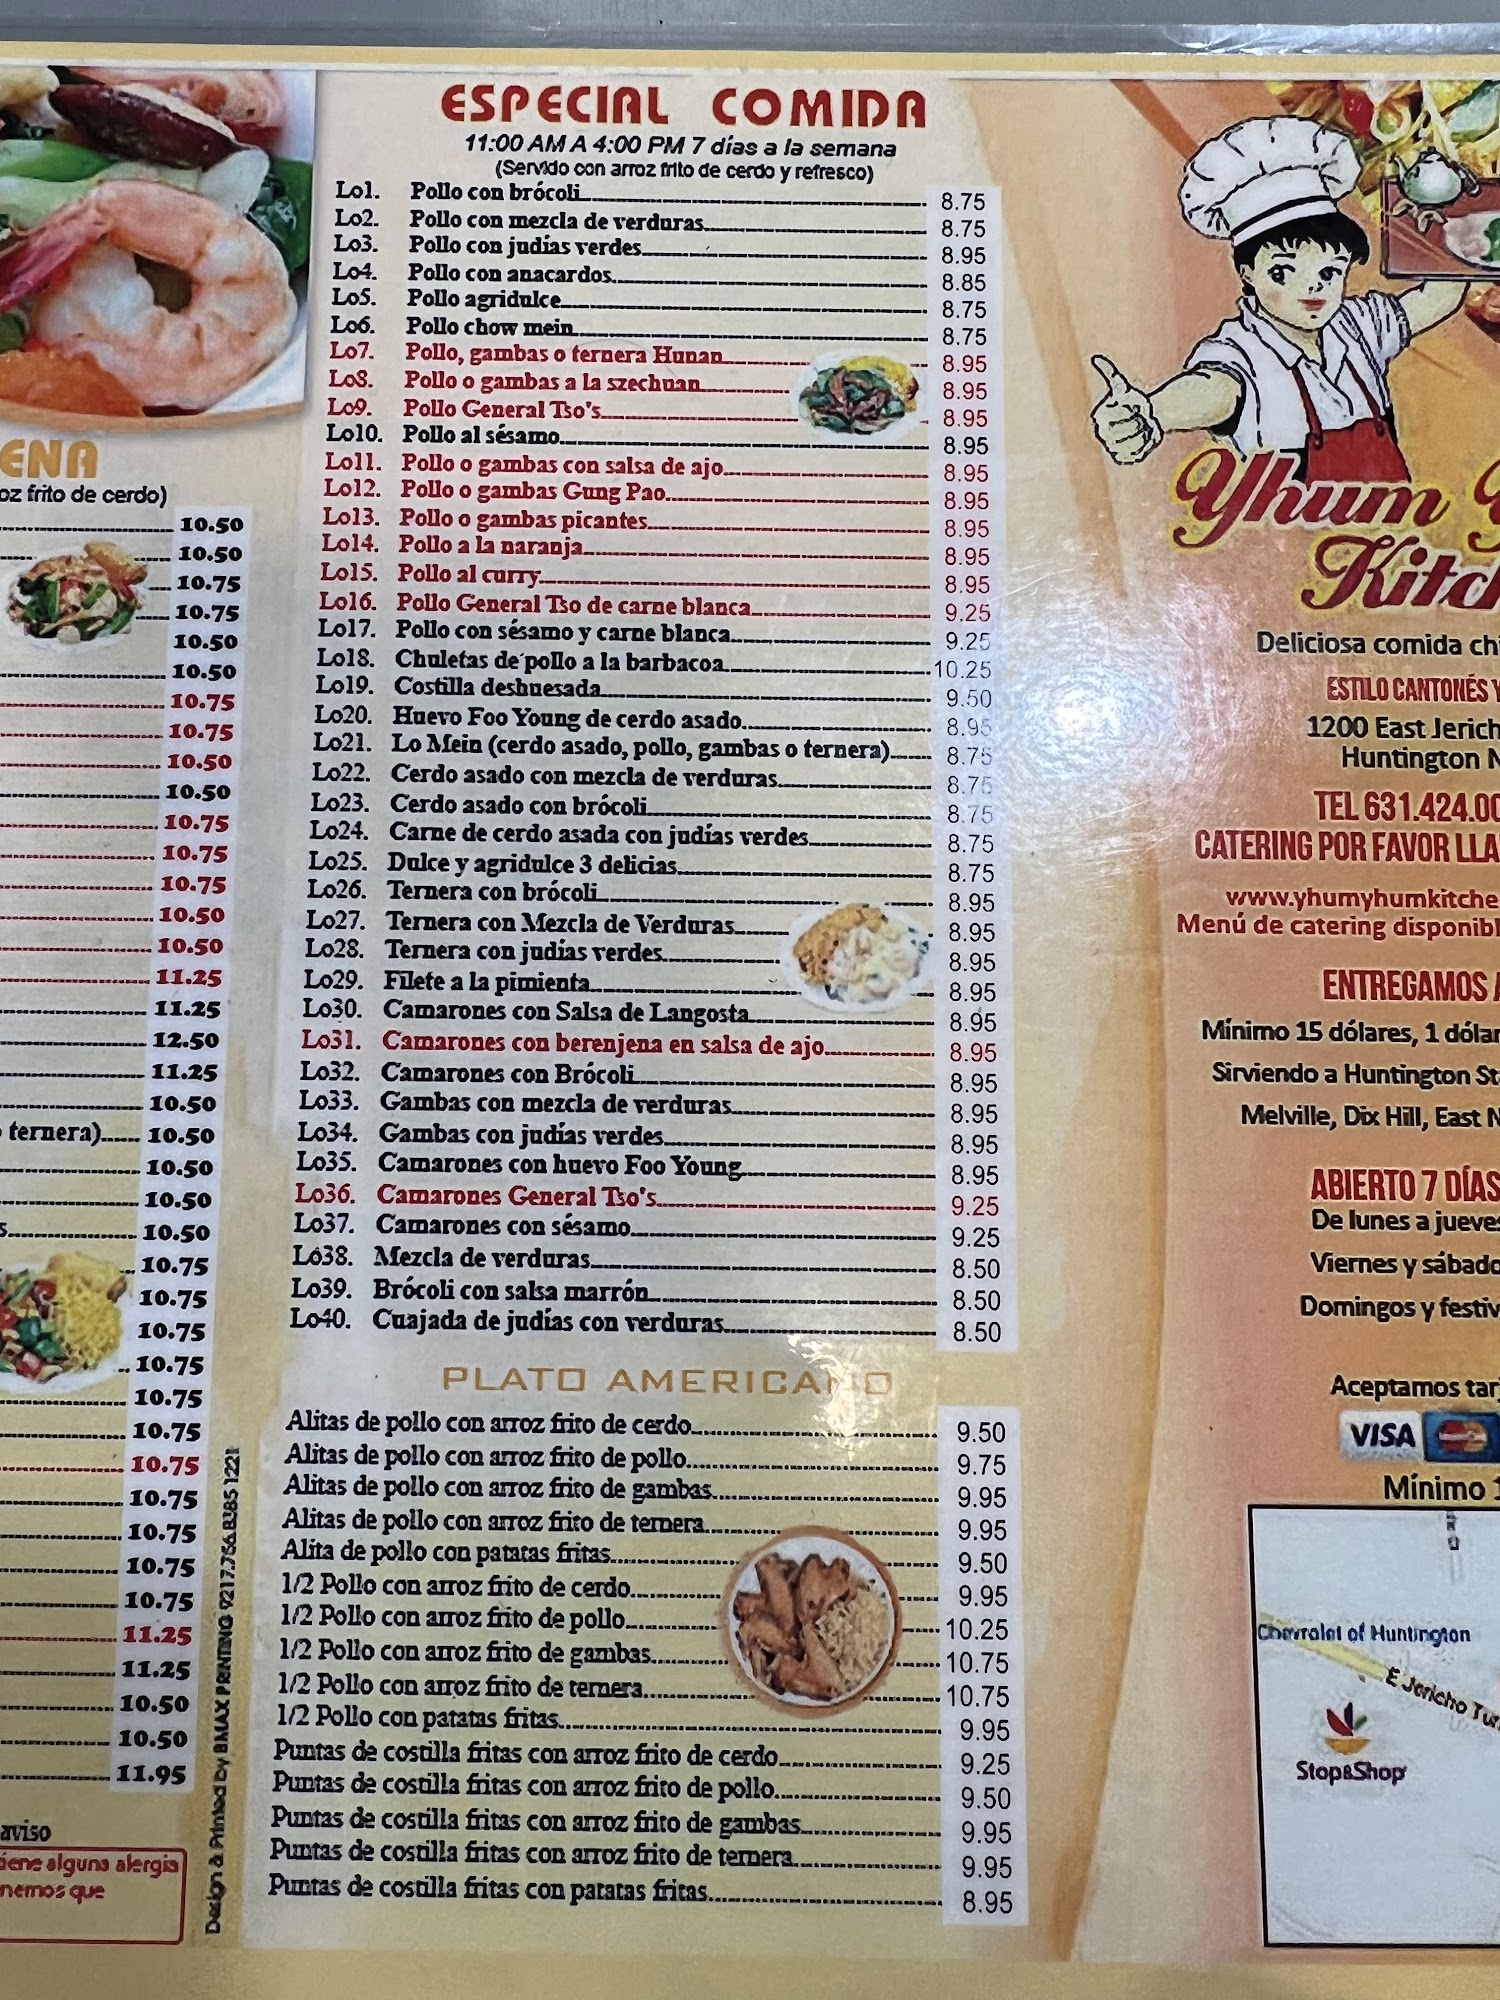 ENA
oz frito de cerdo)
10.50
10.50
10.75
10.75
10.50
10.50
10.75
10.75
10.50
10.50
10.75
10.75
10.75
10.50
10.50
11.25
11.25
12.50
11.25
10.50
ternera)...... 10.50
10.50
10.50
s 10.50
10.75
10.75
10.75
10.75
10.75
10.75
10.75
10.75
10.75
10.75
10.75
11.25
11.25
10.50
10.50
11.95
aviso
iene alguna alergia
nemos que
Design & Printed by BMAX PRINTING 9217.766.8385 1221
ESPECIAL COMIDA
11:00 AM A 4:00 PM 7 días a la semana
(Servido con arroz frito de cerdo y refresco)
Lo1. Pollo con brócoli 8.75
Lo2. Pollo con mezcla de verduras 8.75
Lo3. Pollo con judías verdes 8.95
Lo4. Pollo con anacardos 8.85
Lo5. Pollo agridulce 8.75
Lo6. Pollo chow mein 8.75
Lo7. Pollo, gambas o ternera Hunan 8.95
Lo8. Pollo o gambas a la szechuan 8.95
Lo9. Pollo General Tso's 8.95
Lo10. Pollo al sésamo 8.95
Lo11. Pollo o gambas con salsa de ajo 8.95
Lo12. Pollo o gambas Gung Pao 8.95
Lo13. Pollo o gambas picantes 8.95
Lo14. Pollo a la naranja 8.95
Lo15. Pollo al curry 8.95
Lo16. Pollo General Tso de carne blanca 9.25
Lo17. Pollo con sésamo y carne blanca 9.25
Lo18. Chuletas de pollo a la barbacoa 10.25
Lo19. Costilla deshuesada 9.50
Lo20. Huevo Foo Young de cerdo asado 8.95
Lo21. Lo Mein (cerdo asado, pollo, gambas o ternera) 8.75
Lo22. Cerdo asado con mezcla de verduras 8.75
Lo23. Cerdo asado con brócoli 8.75
Lo24. Carne de cerdo asada con judías verdes 8.75
Lo25. Dulce y agridulce 3 delicias 8.75
Lo26. Ternera con brócoli 8.95
Lo27. Ternera con Mezcla de Verduras 8.95
Lo28. Ternera con judías verdes 8.95
Lo29. Filete a la pimienta 8.95
Lo30. Camarones con Salsa de Langosta 8.95
Lo31. Camarones con berenjena en salsa de ajo 8.95
Lo32. Camarones con Brócoli 8.95
Lo33. Gambas con mezcla de verduras 8.95
Lo34. Gambas con judías verdes 8.95
Lo35. Camarones con huevo Foo Young 8.95
Lo36. Camarones General Tso's 9.25
Lo37. Camarones con sésamo 9.25
Lo38. Mezcla de verduras 8.50
Lo39. Brócoli con salsa marrón 8.50
Lo40. Cuajada de judías con verduras 8.50
PLATO AMERICANO
Alitas de pollo con arroz frito de cerdo 9.50
Alitas de pollo con arroz frito de pollo 9.75
Alitas de pollo con arroz frito de gambas 9.95
Alitas de pollo con arroz frito de ternera 9.95
Alita de pollo con patatas fritas 9.50
1/2 Pollo con arroz frito de cerdo 9.95
1/2 Pollo con arroz frito de pollo 10.25
1/2 Pollo con arroz frito de gambas 10.75
1/2 Pollo con arroz frito de ternera 10.75
1/2 Pollo con patatas fritas 9.95
Puntas de costilla fritas con arroz frito de cerdo 9.25
Puntas de costilla fritas con arroz frito de pollo 9.50
Puntas de costilla fritas con arroz frito de gambas 9.95
Puntas de costilla fritas con arroz frito de ternera 9.95
Puntas de costilla fritas con patatas fritas 8.95
Yhum Y
Kitch
Deliciosa comida chi
ESTILO CANTONÉS Y
1200 East Jerich
Huntington N
TEL 631.424.00
CATERING POR FAVOR LLA
www.yhumyhumkitche
Menú de catering disponibl
ENTREGAMOS A
Mínimo 15 dólares, 1 dólar
Sirviendo a Huntington Sta
Melville, Dix Hill, East N
ABIERTO 7 DÍAS
De lunes a jueves
Viernes y sábado
Domingos y festiv
Aceptamos tarj
VISA
Mínimo 1
Chevrolet of Huntington
E Jericho Tur
Stop&Shop